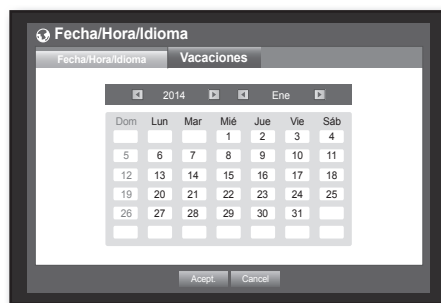 Fecha/Hora/Idioma
Fecha/Hora/Idioma Vacaciones
2014 Ene
Dom Lun Mar Mié Jue Vie Sáb
1 2 3 4
5 6 7 8 9 10 11
12 13 14 15 16 17 18
19 20 21 22 23 24 25
26 27 28 29 30 31
Acept. Cancel